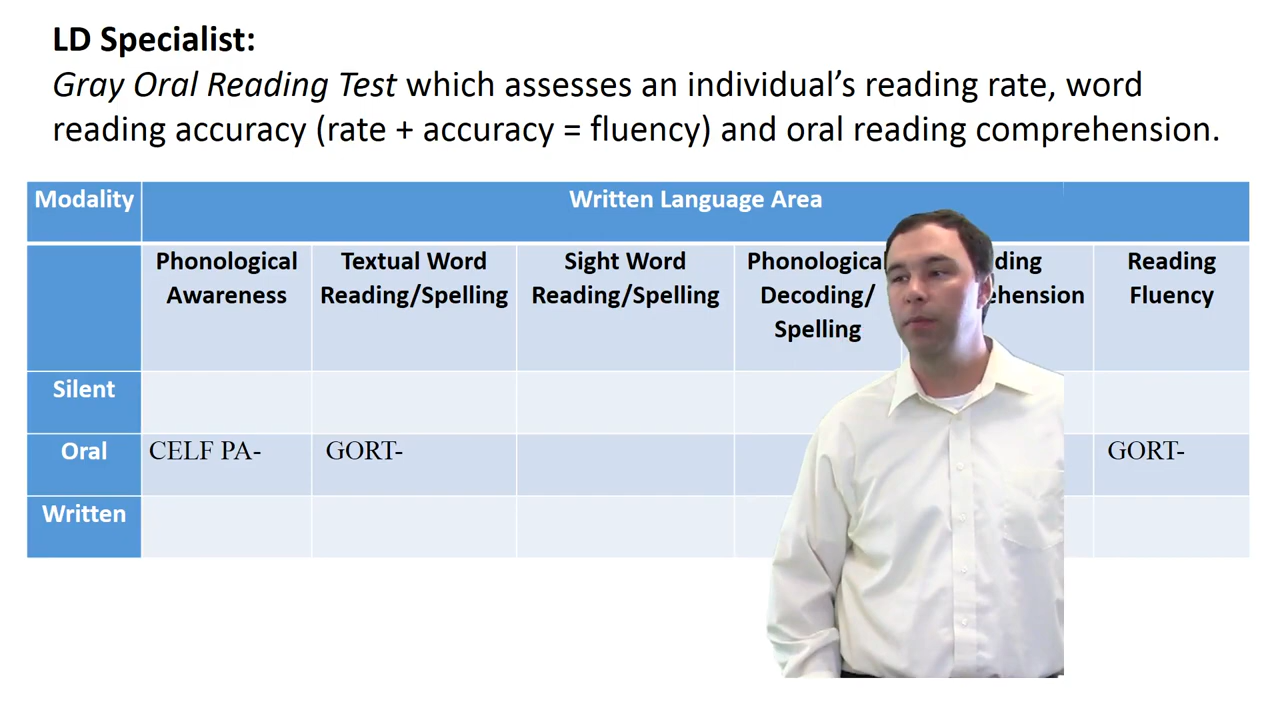 LD Specialist:
Gray Oral Reading Test which assesses an individual's reading rate, word
reading accuracy (rate + accuracy = fluency) and oral reading comprehension.
Modality Written Language Area
Phonological Textual Word Sight Word Reading
Awareness Reading/Spelling Reading/Spelling Decoding/ Fluency
Spelling
Silent
Oral CELF PA- GORT- GORT-
Written